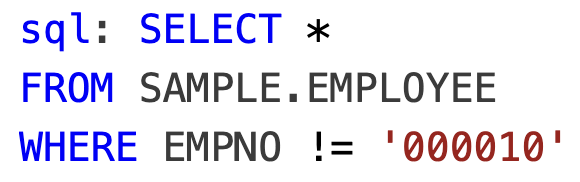 sql: SELECT *
FROM SAMPLE.EMPLOYEE
WHERE EMPNO != '000010'